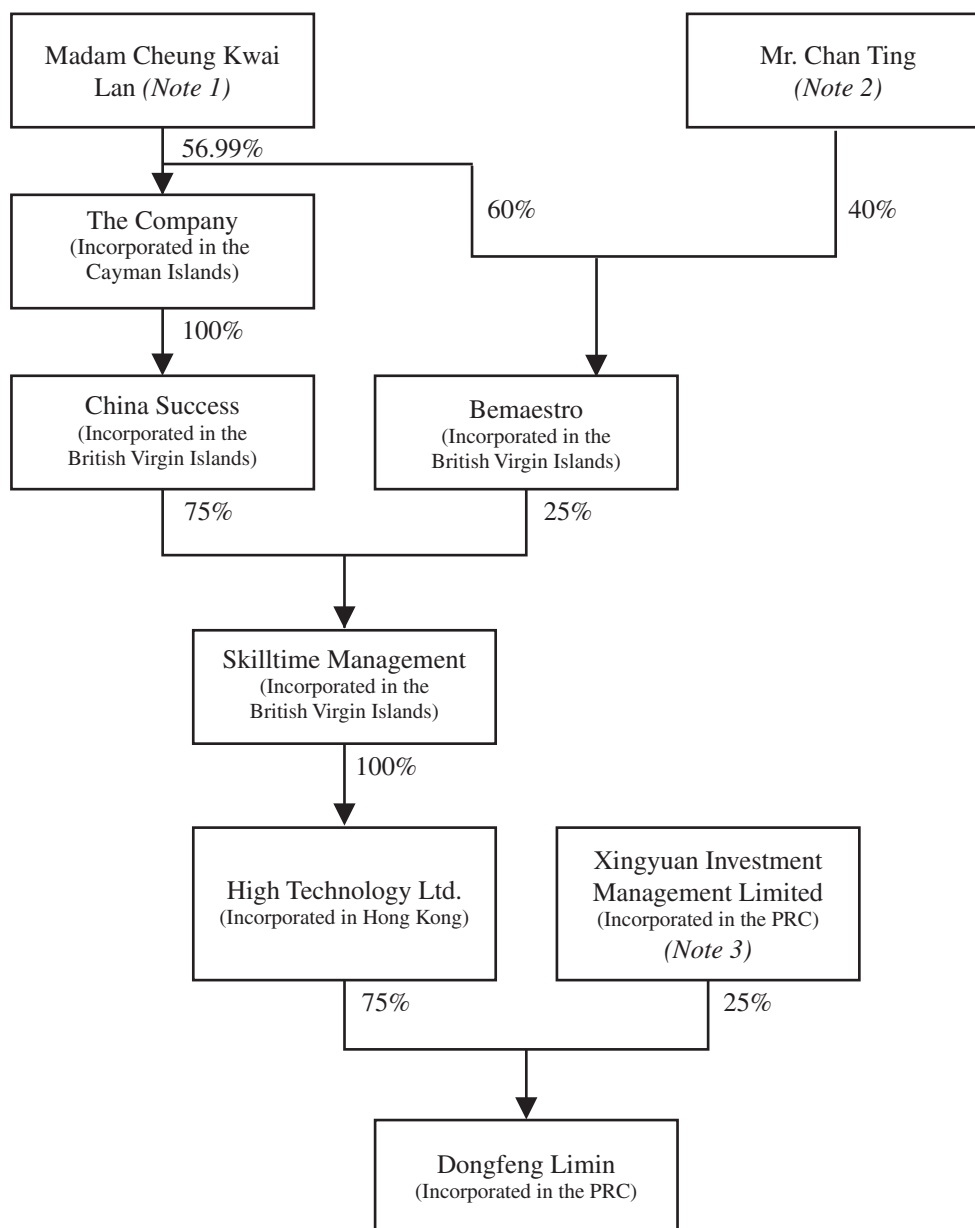 Madam Cheung Kwai
Lan (Note 1)
Mr. Chan Ting
(Note 2)
56.99%
60%
40%
The Company
(Incorporated in the
Cayman Islands)
100%
China Success
(Incorporated in the
British Virgin Islands)
Bemaestro
(Incorporated in the
British Virgin Islands)
75%
25%
Skilltime Management
(Incorporated in the
British Virgin Islands)
100%
High Technology Ltd.
(Incorporated in Hong Kong)
Xingyuan Investment
Management Limited
(Incorporated in the PRC)
(Note 3)
75%
25%
Dongfeng Limin
(Incorporated in the PRC)